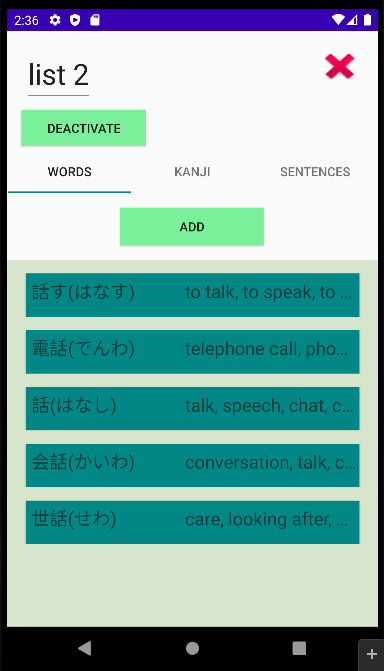 2:36
list 2
DEACTIVATE
WORDS KANJI SENTENCES
ADD
話す(はなす) to talk, to speak, to ...
電話(でんわ) telephone call, pho...
話(はなし) talk, speech, chat, c...
会話(かいわ) conversation, talk, c...
世話(せわ) care, looking after, ...